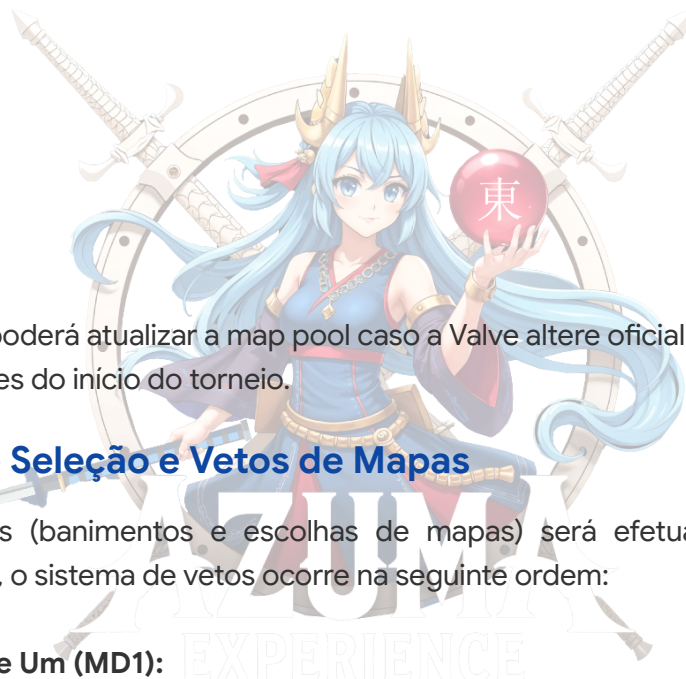 東
poderá atualizar a map pool caso a Valve altere oficial
es do início do torneio.
Seleção e Vetos de Mapas
s (banimentos e escolhas de mapas) será efetua
, o sistema de vetos ocorre na seguinte ordem:
AZUMA
e Um (MD1):
EXPERIENCE